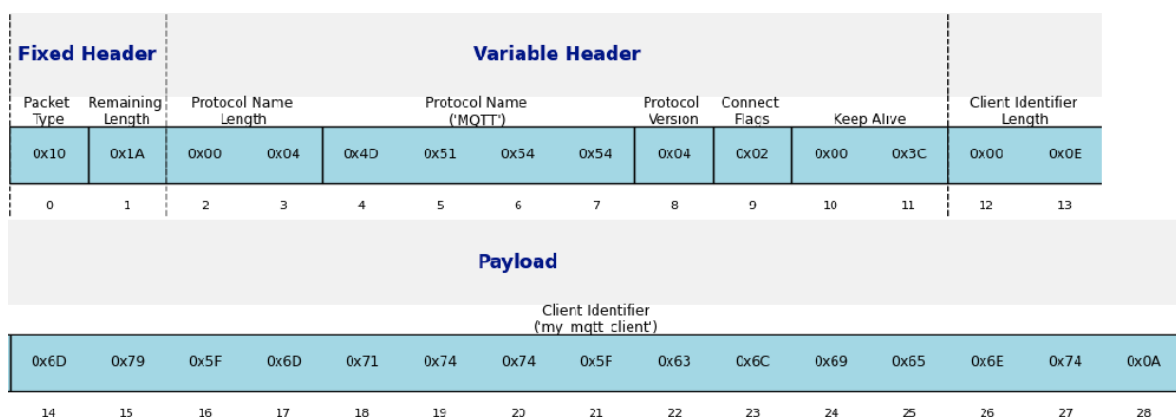 Fixed Header Variable Header
Packet Remaining Protocol Name Protocol Name Protocol Connect Client Identifier
Type Length Length ('MQTT') Version Flags Keep Alive Length
0x10 0x1A 0x00 0x04 0x4D 0x51 0x54 0x54 0x04 0x02 0x00 0x3C 0x00 0x0E
0 1 2 3 4 5 6 7 8 9 10 11 12 13
Payload
Client Identifier
('my_mqtt_client')
0x6D 0x79 0x5F 0x6D 0x71 0x74 0x74 0x5F 0x63 0x6C 0x69 0x65 0x6E 0x74 0x0A
14 15 16 17 18 19 20 21 22 23 24 25 26 27 28